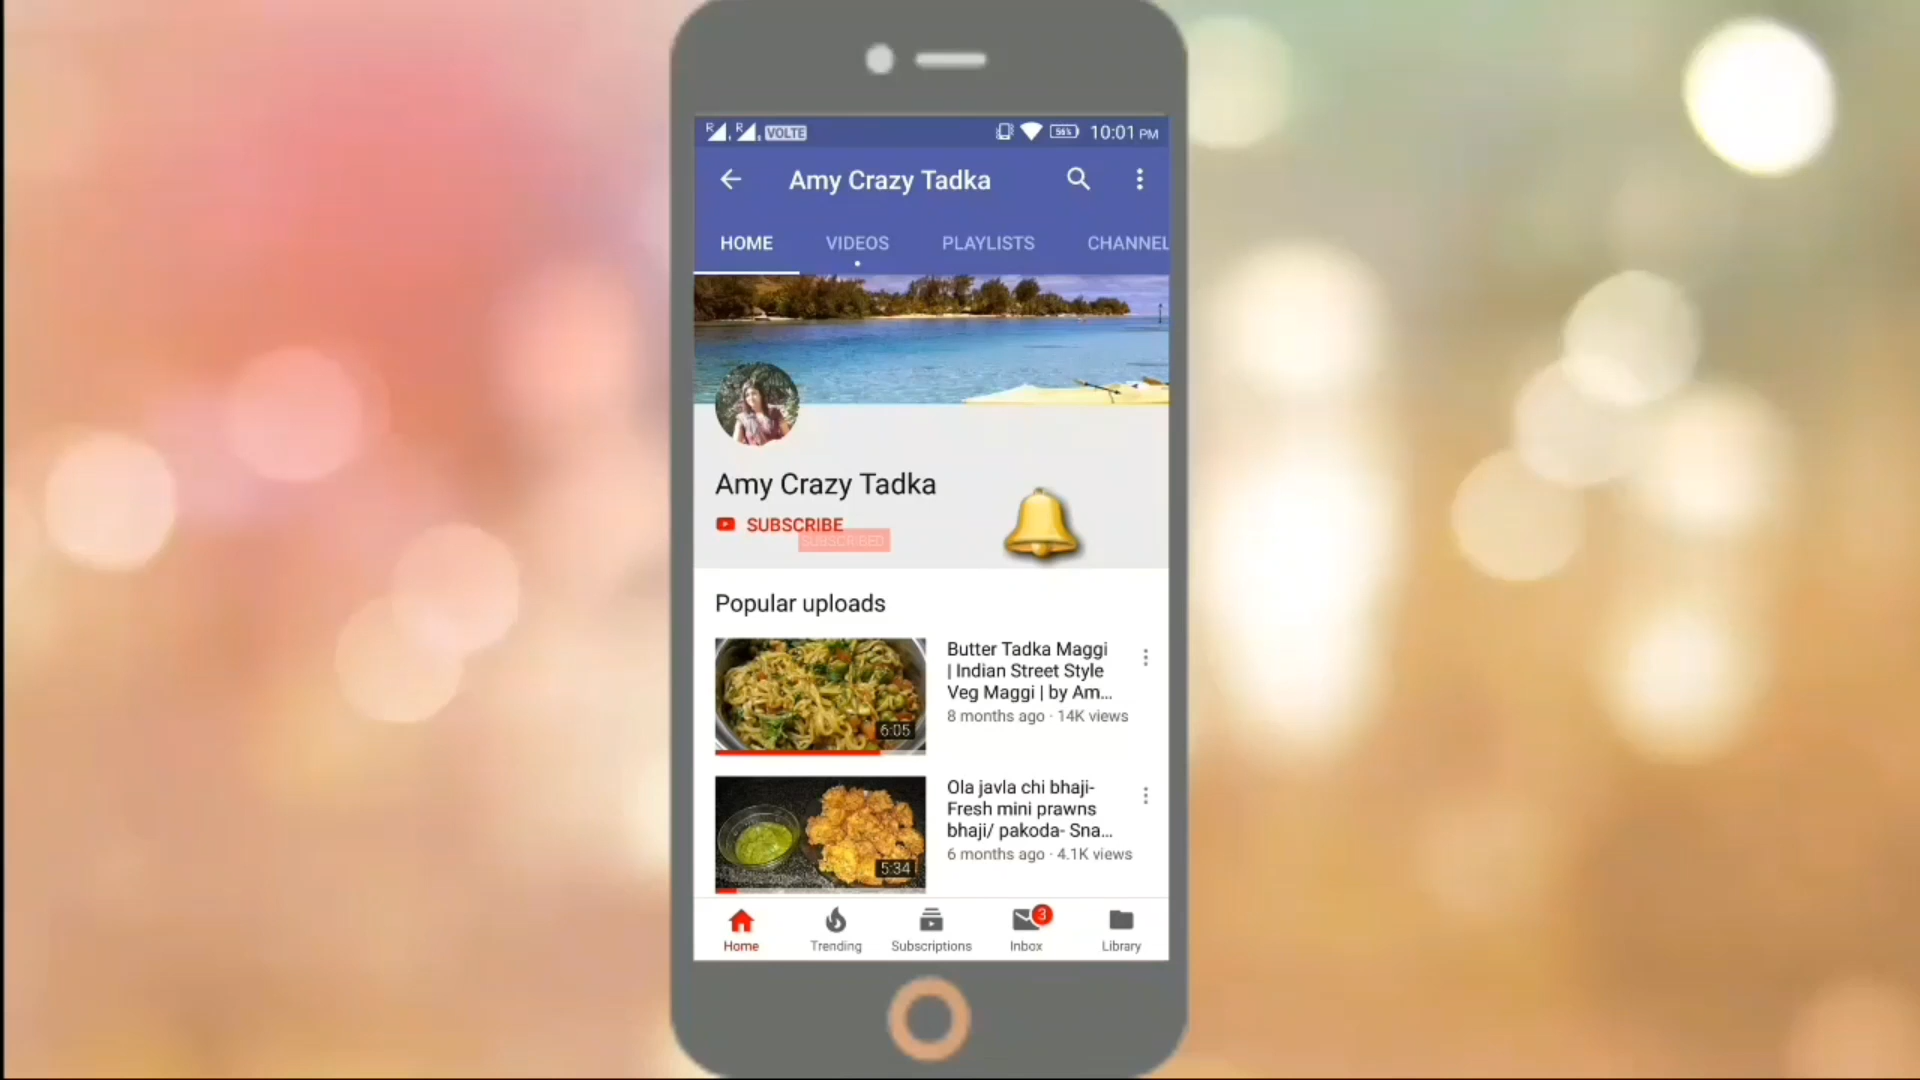 R R VOLTE 56% 10:01 PM
Amy Crazy Tadka
HOME VIDEOS PLAYLISTS CHANNEL
Amy Crazy Tadka
SUBSCRIBE
SUBSCRIBED
Popular uploads
Butter Tadka Maggi
| Indian Street Style
Veg Maggi | by Am...
8 months ago · 14K views
6:05
Ola javla chi bhaji-
Fresh mini prawns
bhaji/ pakoda- Sna...
6 months ago · 4.1K views
5:34
3
Home Trending Subscriptions Inbox Library